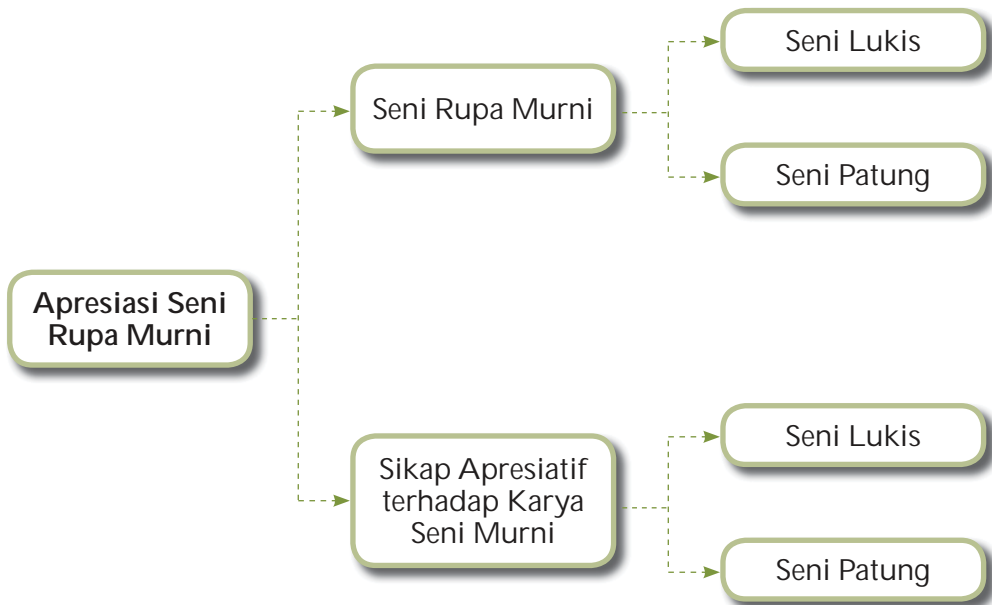 Seni Lukis
Seni Rupa Murni
Seni Patung
Apresiasi Seni
Rupa Murni
Seni Lukis
Sikap Apresiatif
terhadap Karya
Seni Murni
Seni Patung